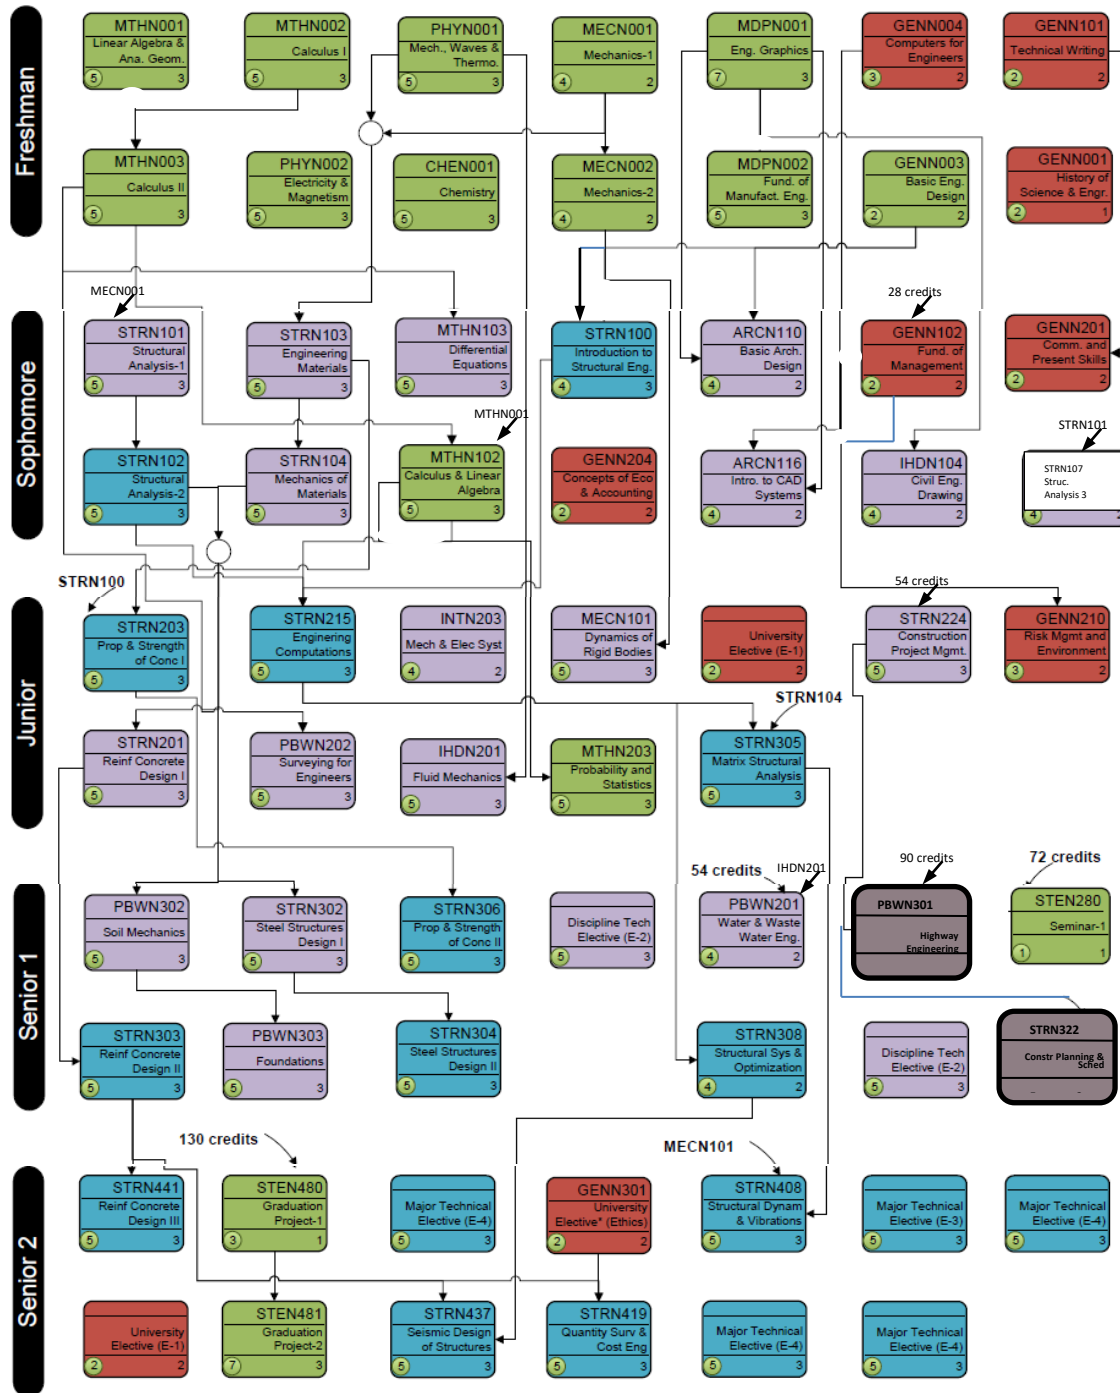 Freshman
MTHN001
Linear Algebra &
Ana. Geom.
5 3
MTHN002
Calculus I
5 3
PHYN001
Mech., Waves &
Thermo.
5 3
MECN001
Mechanics-1
4 2
MDPN001
Eng. Graphics
7 3
GENN004
Computers for
Engineers
3 2
GENN101
Technical Writing
2 2
MTHN003
Calculus II
5 3
PHYN002
Electricity &
Magnetism
5 3
CHEN001
Chemistry
5 3
MECN002
Mechanics-2
4 2
MDPN002
Fund. of
Manufact. Eng.
5 3
GENN003
Basic Eng.
Design
2 2
GENN001
History of
Science & Engr.
2 1
Sophomore
MECN001
28 credits
STRN101
Structural
Analysis-1
5 3
STRN103
Engineering
Materials
5 3
MTHN103
Differential
Equations
5 3
STRN100
Introduction to
Structural Eng.
4 3
ARCN110
Basic Arch.
Design
4 2
GENN102
Fund. of
Management
2 2
GENN201
Comm. and
Present Skills
2 2
MTHN001
STRN101
STRN102
Structural
Analysis-2
5 3
STRN104
Mechanics of
Materials
5 3
MTHN102
Calculus & Linear
Algebra
5 3
GENN204
Concepts of Eco
& Accounting
2 2
ARCN116
Intro. to CAD
Systems
4 2
IHDN104
Civil Eng.
Drawing
4 2
STRN107
Struc.
Analysis 3
4 2
Junior
STRN100
54 credits
STRN203
Prop & Strength
of Conc I
5 3
STRN215
Enginering
Computations
5 3
INTN203
Mech & Elec Syst
4 2
MECN101
Dynamics of
Rigid Bodies
5 3
University
Elective (E-1)
2 2
STRN224
Construction
Project Mgmt.
5 3
GENN210
Risk Mgmt and
Environment
3 2
STRN104
STRN201
Reinf Concrete
Design I
5 3
PBWN202
Surveying for
Engineers
5 3
IHDN201
Fluid Mechanics
5 3
MTHN203
Probability and
Statistics
5 3
STRN305
Matrix Structural
Analysis
5 3
Senior 1
54 credits
IHDN201
90 credits
72 credits
PBWN302
Soil Mechanics
5 3
STRN302
Steel Structures
Design I
5 3
STRN306
Prop & Strength
of Conc II
5 3
Discipline Tech
Elective (E-2)
5 3
PBWN201
Water & Waste
Water Eng.
4 2
PBWN301
Highway
Engineering
STEN280
Seminar-1
1 1
STRN303
Reinf Concrete
Design II
5 3
PBWN303
Foundations
5 3
STRN304
Steel Structures
Design II
5 3
STRN308
Structural Sys &
Optimization
4 2
Discipline Tech
Elective (E-2)
5 3
STRN322
Constr Planning &
Sched
Senior 2
130 credits
MECN101
STRN441
Reinf Concrete
Design III
5 3
STEN480
Graduation
Project-1
3 1
Major Technical
Elective (E-4)
5 3
GENN301
University
Elective* (Ethics)
2 2
STRN408
Structural Dynam
& Vibrations
5 3
Major Technical
Elective (E-3)
5 3
Major Technical
Elective (E-4)
5 3
University
Elective (E-1)
2 2
STEN481
Graduation
Project-2
7 3
STRN437
Seismic Design
of Structures
5 3
STRN419
Quantity Surv &
Cost Eng
5 3
Major Technical
Elective (E-4)
5 3
Major Technical
Elective (E-4)
5 3